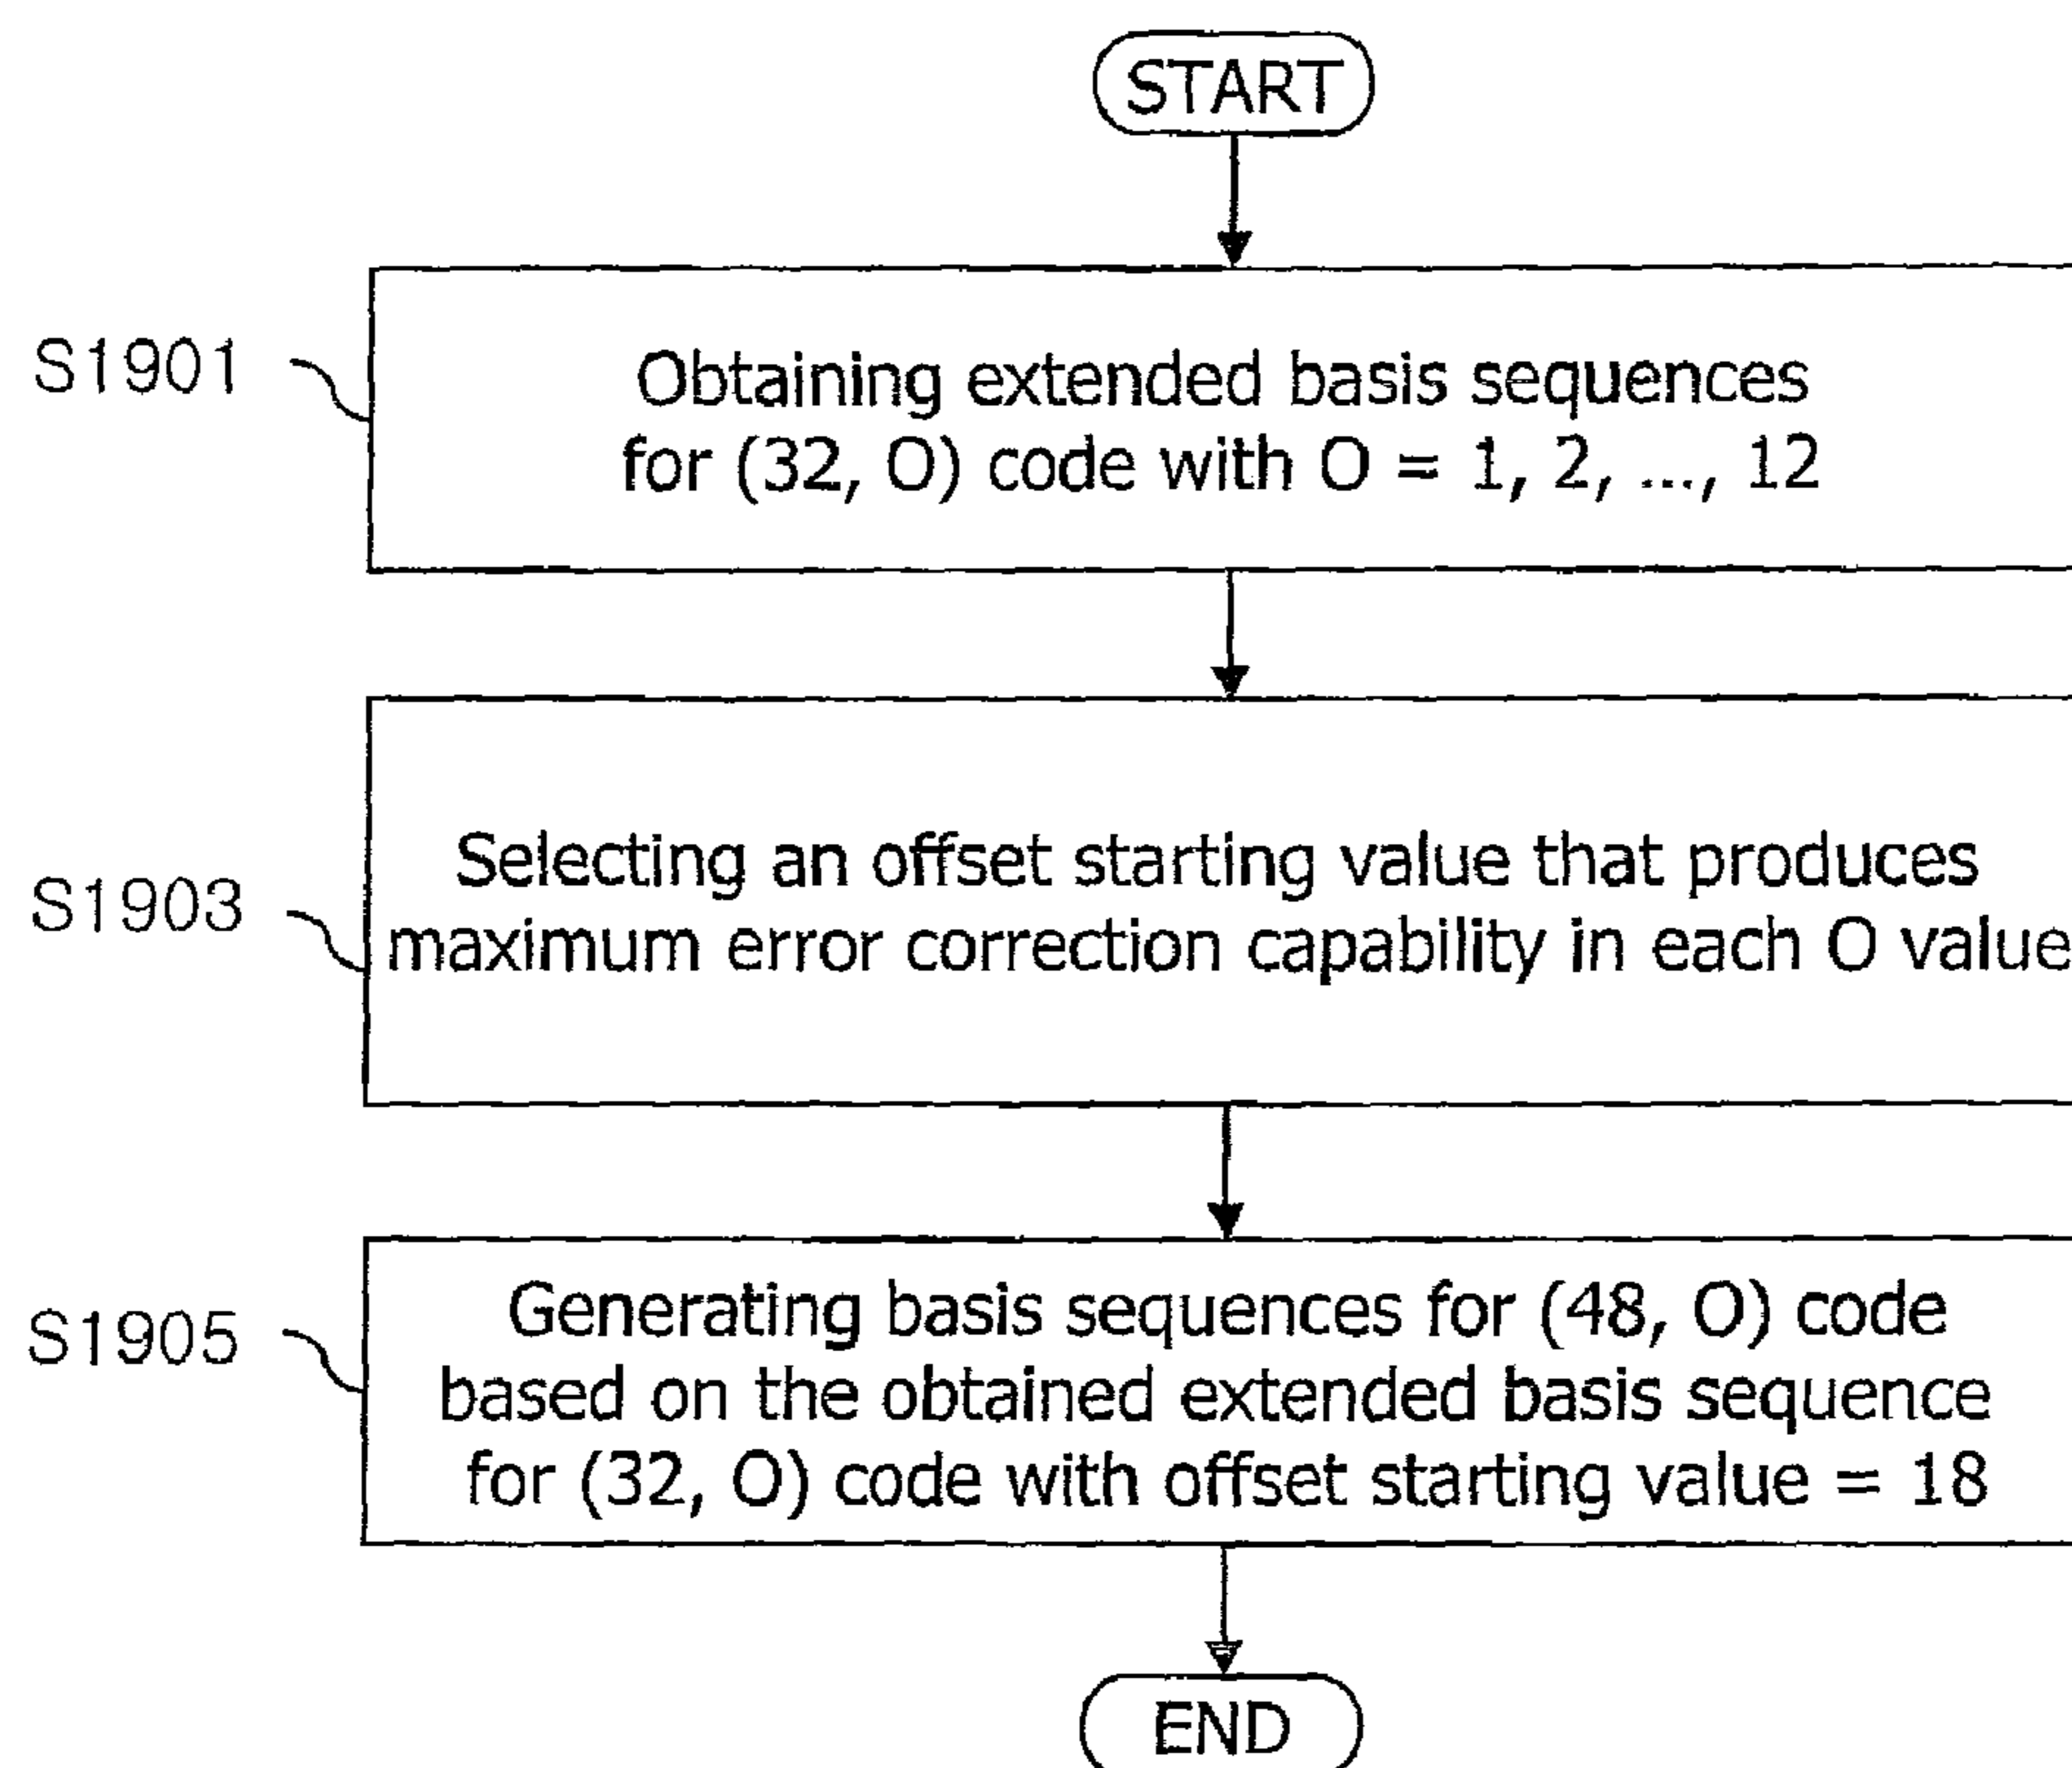 START
S1901
Obtaining extended basis sequences
for (32, O) code with O = 1, 2, ..., 12
S1903
Selecting an offset starting value that produces
maximum error correction capability in each O value
S1905
Generating basis sequences for (48, O) code
based on the obtained extended basis sequence
for (32, O) code with offset starting value = 18
END